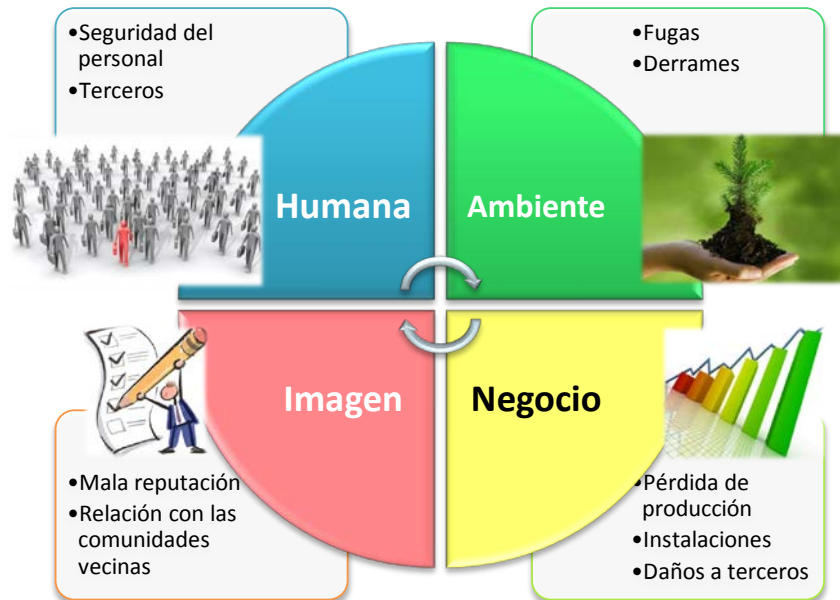 •Seguridad del
personal
•Terceros
•Fugas
•Derrames
Humana
Ambiente
Imagen
Negocio
•Mala reputación
•Relación con las
comunidades
vecinas
•Pérdida de
producción
•Instalaciones
•Daños a terceros